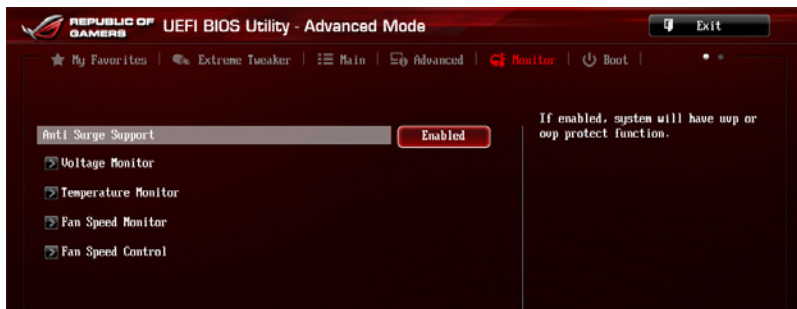 REPUBLIC OF GAMERS UEFI BIOS Utility - Advanced Mode Exit
My Favorites Extreme Tweaker Main Advanced Monitor Boot
If enabled, system will have uvp or
ovp protect function.
Anti Surge Support Enabled
Voltage Monitor
Temperature Monitor
Fan Speed Monitor
Fan Speed Control